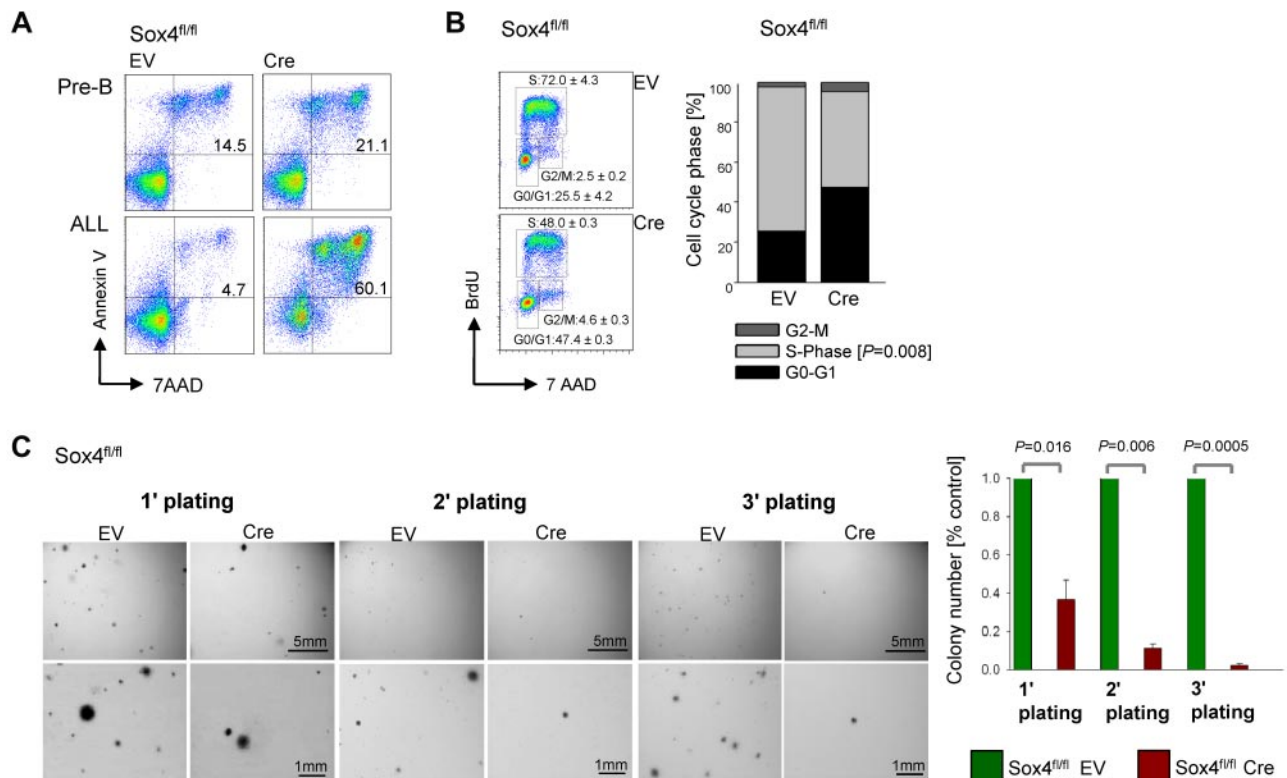 A
Sox4fl/fl
EV Cre
Pre-B
14.5 21.1
ALL
4.7 60.1
Annexin V
7AAD
B
Sox4fl/fl
S:72.0 ± 4.3
EV
G2/M:2.5 ± 0.2
G0/G1:25.5 ± 4.2
S:48.0 ± 0.3
Cre
G2/M:4.6 ± 0.3
G0/G1:47.4 ± 0.3
BrdU
7 AAD
Sox4fl/fl
Cell cycle phase [%]
100
80
60
40
20
0
EV Cre
G2-M
S-Phase [P=0.008]
G0-G1
C
Sox4fl/fl
1' plating 2' plating 3' plating
EV Cre EV Cre EV Cre
5mm 5mm 5mm
1mm 1mm 1mm
P=0.016 P=0.006 P=0.0005
Colony number [% control]
1.0
0.8
0.6
0.4
0.2
0.0
1' 2' 3'
plating plating plating
Sox4fl/fl EV Sox4fl/fl Cre